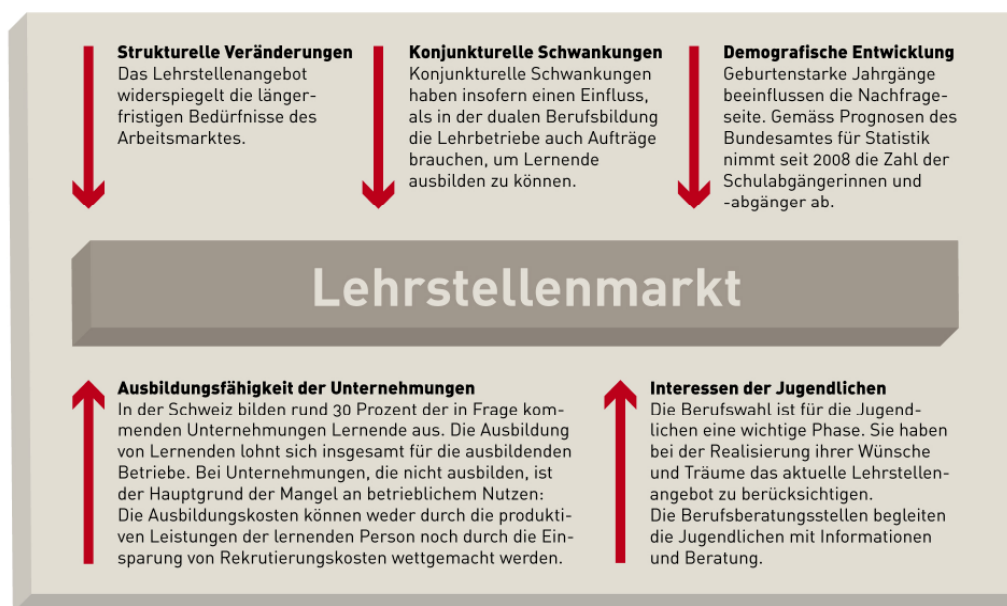 Strukturelle Veränderungen
Das Lehrstellenangebot
widerspiegelt die länger-
fristigen Bedürfnisse des
Arbeitsmarktes.
Konjunkturelle Schwankungen
Konjunkturelle Schwankungen
haben insofern einen Einfluss,
als in der dualen Berufsbildung
die Lehrbetriebe auch Aufträge
brauchen, um Lernende
ausbilden zu können.
Demografische Entwicklung
Geburtenstarke Jahrgänge
beeinflussen die Nachfrage-
seite. Gemäss Prognosen des
Bundesamtes für Statistik
nimmt seit 2008 die Zahl der
Schulabgängerinnen und
-abgänger ab.
Lehrstellenmarkt
Ausbildungsfähigkeit der Unternehmungen
In der Schweiz bilden rund 30 Prozent der in Frage kom-
menden Unternehmungen Lernende aus. Die Ausbildung
von Lernenden lohnt sich insgesamt für die ausbildenden
Betriebe. Bei Unternehmungen, die nicht ausbilden, ist
der Hauptgrund der Mangel an betrieblichem Nutzen:
Die Ausbildungskosten können weder durch die produkti-
ven Leistungen der lernenden Person noch durch die Ein-
sparung von Rekrutierungskosten wettgemacht werden.
Interessen der Jugendlichen
Die Berufswahl ist für die Jugend-
lichen eine wichtige Phase. Sie haben
bei der Realisierung ihrer Wünsche
und Träume das aktuelle Lehrstellen-
angebot zu berücksichtigen.
Die Berufsberatungsstellen begleiten
die Jugendlichen mit Informationen
und Beratung.